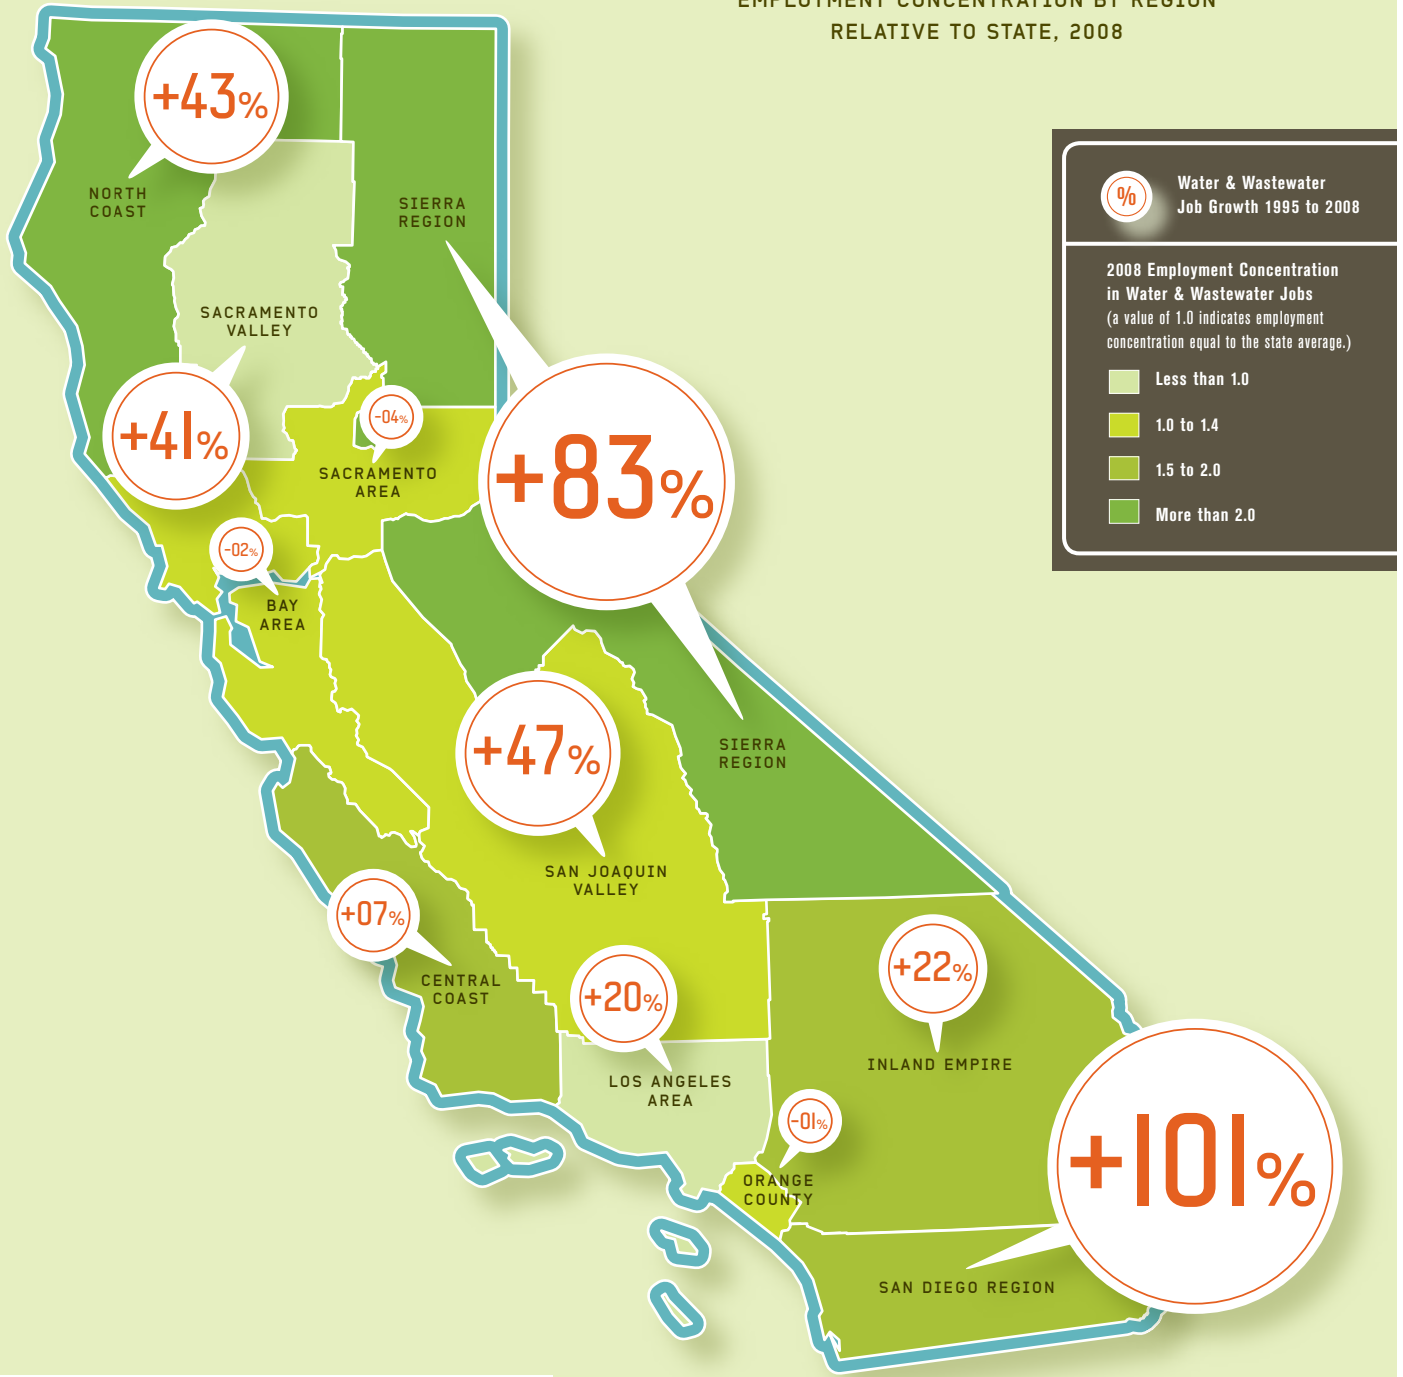 EMPLOYMENT CONCENTRATION BY REGION
RELATIVE TO STATE, 2008
+43%
NORTH
COAST
SIERRA
REGION
SACRAMENTO
VALLEY
+41%
-04%
SACRAMENTO
AREA
+83%
-02%
BAY
AREA
+47%
SIERRA
REGION
SAN JOAQUIN
VALLEY
+07%
CENTRAL
COAST
+20%
LOS ANGELES
AREA
+22%
INLAND EMPIRE
-01%
ORANGE
COUNTY
+101%
SAN DIEGO REGION
%
Water & Wastewater
Job Growth 1995 to 2008
2008 Employment Concentration
in Water & Wastewater Jobs
(a value of 1.0 indicates employment
concentration equal to the state average.)
Less than 1.0
1.0 to 1.4
1.5 to 2.0
More than 2.0